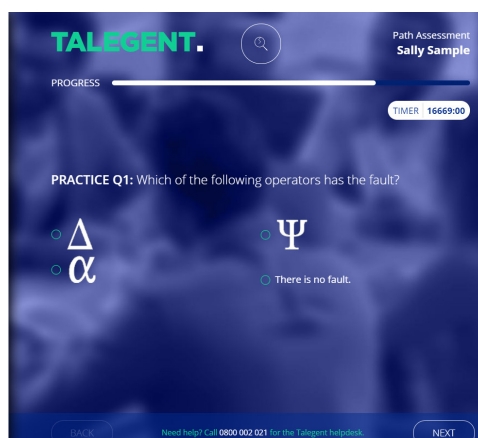 TALEGENT.
Path Assessment
Sally Sample
PROGRESS
TIMER 16669:00
PRACTICE Q1: Which of the following operators has the fault?
Δ
Ψ
α
There is no fault.
BACK
Need help? Call 0800 002 021 for the Talegent helpdesk.
NEXT